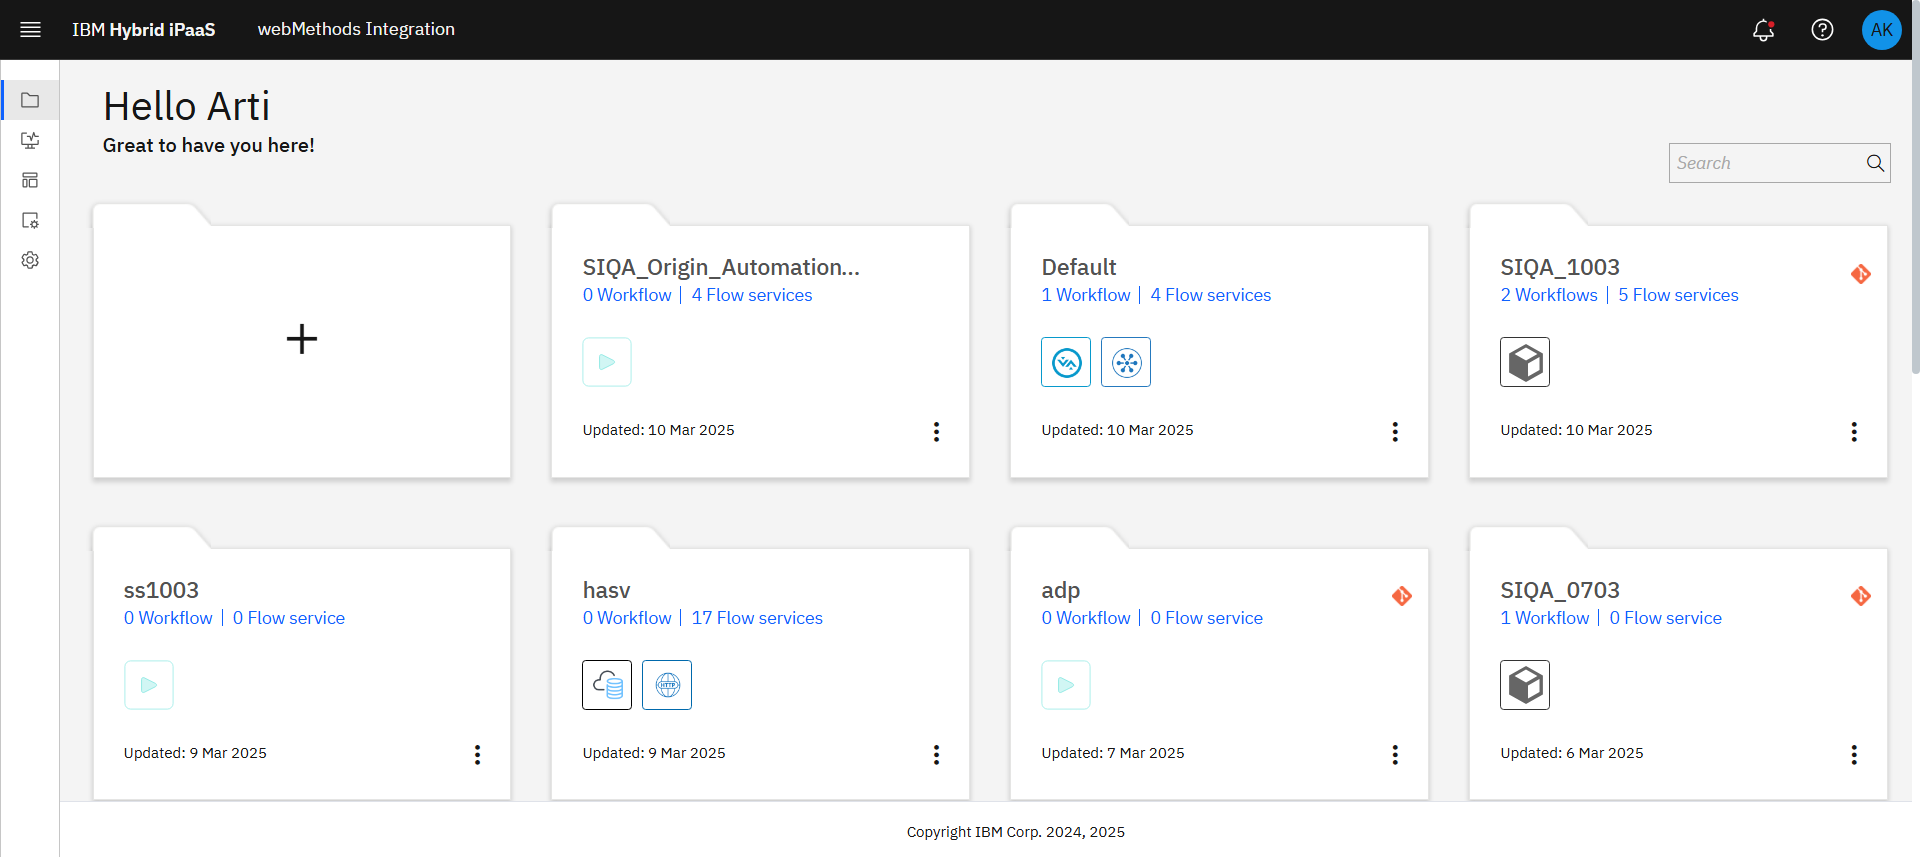 IBM Hybrid iPaaS webMethods Integration AK
Hello Arti
Great to have you here!
Search
SIQA_Origin_Automation...
0 Workflow | 4 Flow services
Updated: 10 Mar 2025
Default
1 Workflow | 4 Flow services
Updated: 10 Mar 2025
SIQA_1003
2 Workflows | 5 Flow services
Updated: 10 Mar 2025
ss1003
0 Workflow | 0 Flow service
Updated: 9 Mar 2025
hasv
0 Workflow | 17 Flow services
HTTP
Updated: 9 Mar 2025
adp
0 Workflow | 0 Flow service
Updated: 7 Mar 2025
SIQA_0703
1 Workflow | 0 Flow service
Updated: 6 Mar 2025
Copyright IBM Corp. 2024, 2025